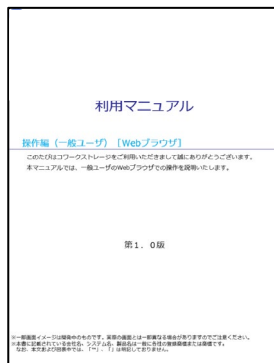 利用マニュアル
操作編（一般ユーザ）［Webブラウザ］
このたびはコワークストレージをご利用いただきまして誠にありがとうございます。
本マニュアルでは、一般ユーザのWebブラウザでの操作を説明いたします。
第1．0版
※一部画面イメージは開発中のものです。実際の画面とは一部異なる場合がありますのでご注意ください。
※本書に記載されている会社名、システム名、製品名は一般に各社の登録商標または商標です。
なお、本文および図表中では、「™」、「」は明記しておりません。